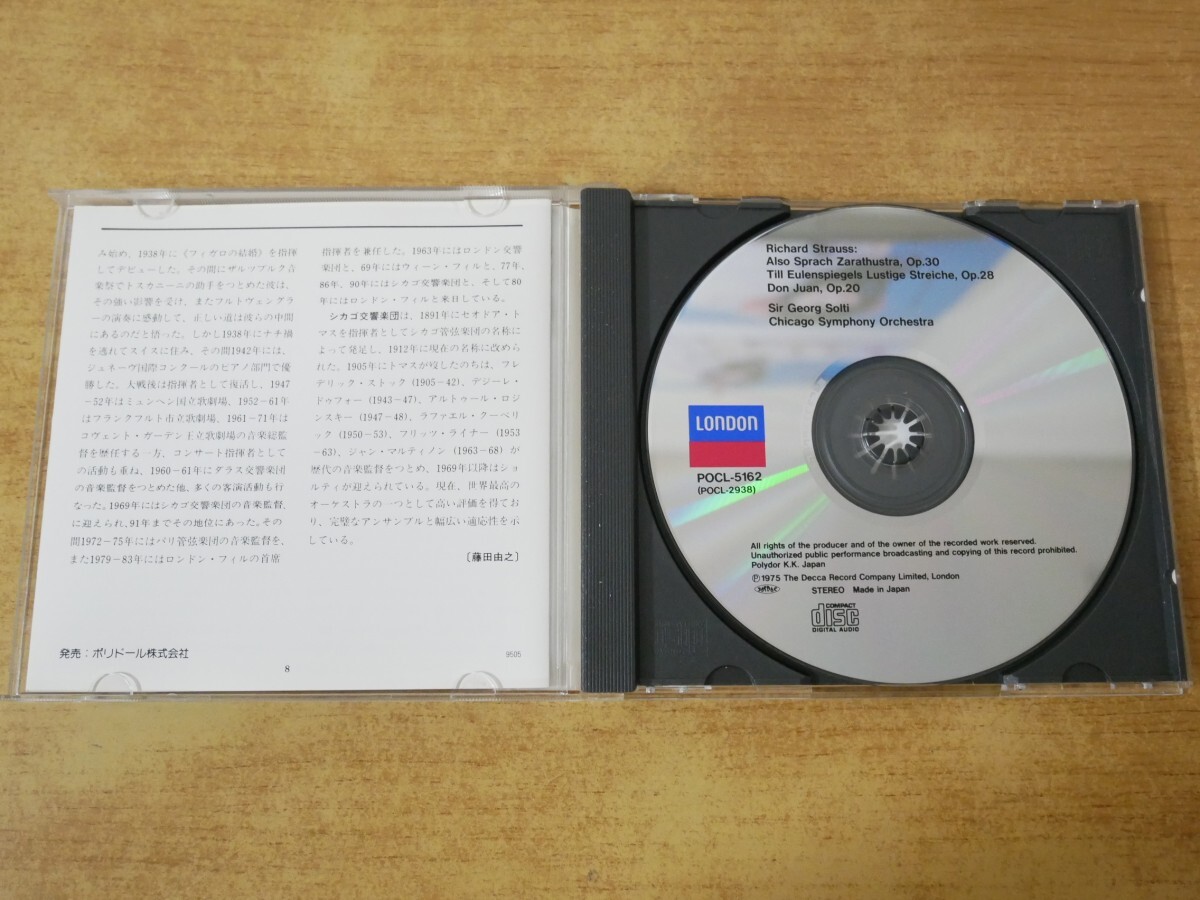 み始め、1938年に《フィガロの結婚》を指揮
してデビューした。その間にザルツブルク音
楽祭でトスカニーニの助手をつとめた彼は、
その強い影響を受け、またフルトヴェングラ
ーの演奏に感動して、正しい道は彼らの中間
にあるのだと悟った。しかし1938年にナチ禍
を逃れてスイスに住み、その間1942年には、
ジュネーヴ国際コンクールのピアノ部門で優
勝した。大戦後は指揮者として復活し、1947
-52年はミュンヘン国立歌劇場、1952-61年
はフランクフルト市立歌劇場、1961-71年は
コヴェント・ガーデン王立歌劇場の音楽総監
督を歴任する一方、コンサート指揮者として
の活動も重ね、1960-61年にダラス交響楽団
の音楽監督をつとめた他、多くの客演活動も行
なった。1969年にはシカゴ交響楽団の音楽監督
に迎えられ、91年までその地位にあった。その
間1972-75年にはパリ管弦楽団の音楽監督を、
また1979-83年にはロンドン・フィルの首席
指揮者を兼任した。1963年にはロンドン交響
楽団と、69年にはウィーン・フィルと、77年、
86年、90年にはシカゴ交響楽団と、そして80
年にはロンドン・フィルと来日している。
シカゴ交響楽団は、1891年にセオドア・ト
マスを指揮者としてシカゴ管弦楽団の名称に
よって発足し、1912年に現在の名称に改めら
れた。1905年にトマスが歿したのちは、フレ
デリック・ストック(1905-42)、デジーレ・
ドゥフォー(1943-47)、アルトゥール・ロジ
ンスキー(1947-48)、ラファエル・クーベリ
ック(1950-53)、フリッツ・ライナー(1953
-63)、ジャン・マルティノン(1963-68)が
歴代の音楽監督をつとめ、1969年以降はショ
ルティが迎えられている。現在、世界最高の
オーケストラの一つとして高い評価を得てお
り、完璧なアンサンブルと幅広い適応性を示
している。
〔藤田由之〕
発売：ポリドール株式会社
9505
8
Richard Strauss:
Also Sprach Zarathustra, Op.30
Till Eulenspiegels Lustige Streiche, Op.28
Don Juan, Op.20
Sir Georg Solti
Chicago Symphony Orchestra
LONDON
POCL-5162
(POCL-2938)
All rights of the producer and of the owner of the recorded work reserved.
Unauthorized public performance broadcasting and copying of this record prohibited.
Polydor K.K. Japan
Ⓟ1975 The Decca Record Company Limited, London
STEREO Made in Japan
COMPACT
disc
DIGITAL AUDIO